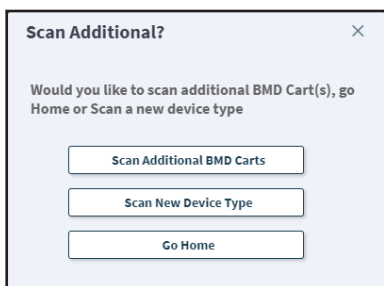 Scan Additional?
Would you like to scan additional BMD Cart(s), go
Home or Scan a new device type
Scan Additional BMD Carts
Scan New Device Type
Go Home